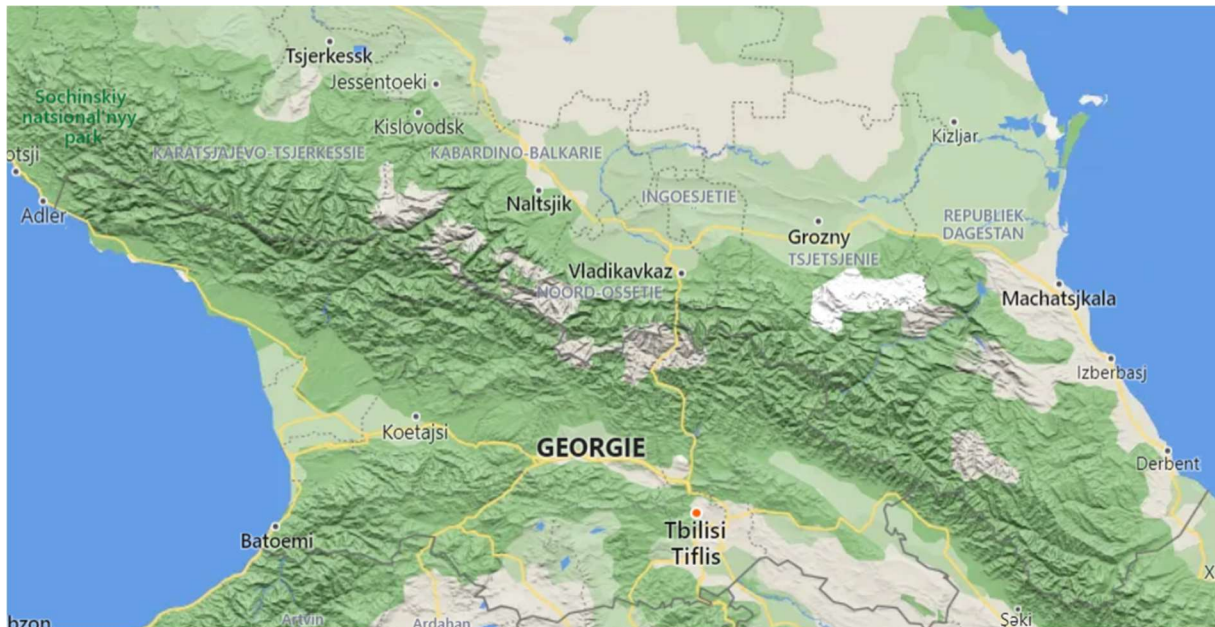 Tsjerkessk
Jessentoeki
Sochinskiy
natsional'nyy
park
Kislovodsk
Kizljar
otsji
KARATSJAJEVO-TSJERKESSIE
KABARDINO-BALKARIE
Naltsjik
INGOESJETIE
Adler
REPUBLIEK
DAGESTAN
Grozny
TSJETSJENIE
Vladikavkaz
NOORD-OSSETIE
Machatsjkala
Izberbasj
Koetajsi
GEORGIE
Derbent
Tbilisi
Tiflis
Batoemi
X
Artvin
Ardahan
Səki
bzon